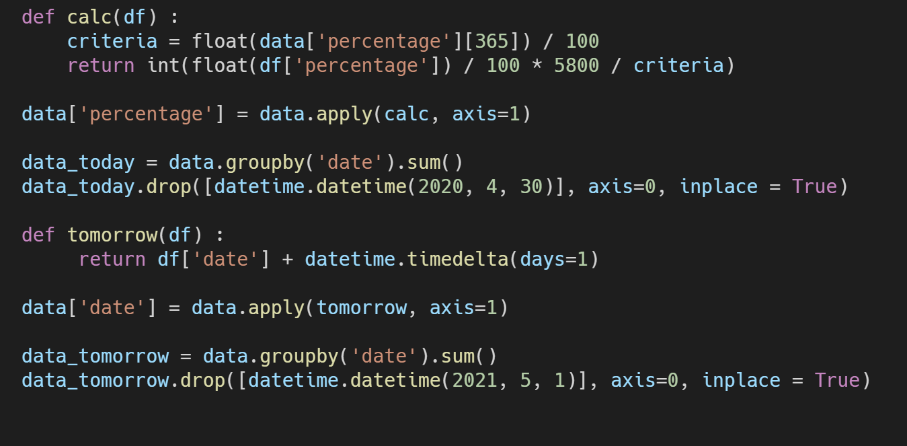 def calc(df) :
    criteria = float(data['percentage'][365]) / 100
    return int(float(df['percentage']) / 100 * 5800 / criteria)

data['percentage'] = data.apply(calc, axis=1)

data_today = data.groupby('date').sum()
data_today.drop([datetime.datetime(2020, 4, 30)], axis=0, inplace = True)

def tomorrow(df) :
     return df['date'] + datetime.timedelta(days=1)

data['date'] = data.apply(tomorrow, axis=1)

data_tomorrow = data.groupby('date').sum()
data_tomorrow.drop([datetime.datetime(2021, 5, 1)], axis=0, inplace = True)